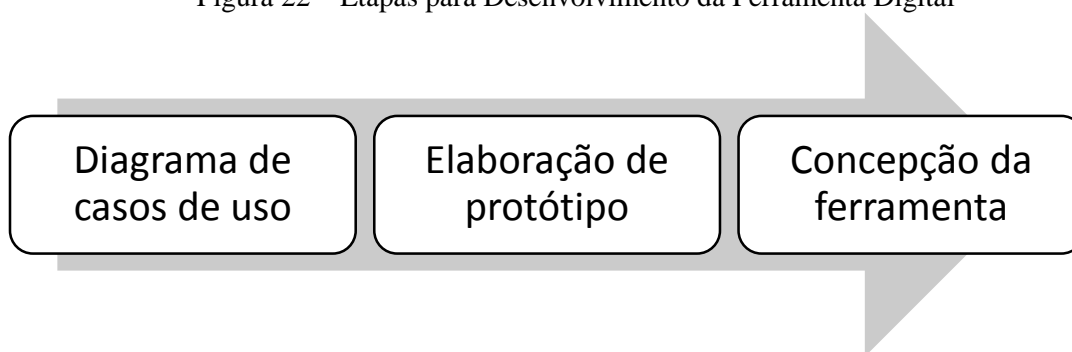 Figura 22 – Etapas para Desenvolvimento da Ferramenta Digital
Diagrama de
casos de uso
Elaboração de
protótipo
Concepção da
ferramenta